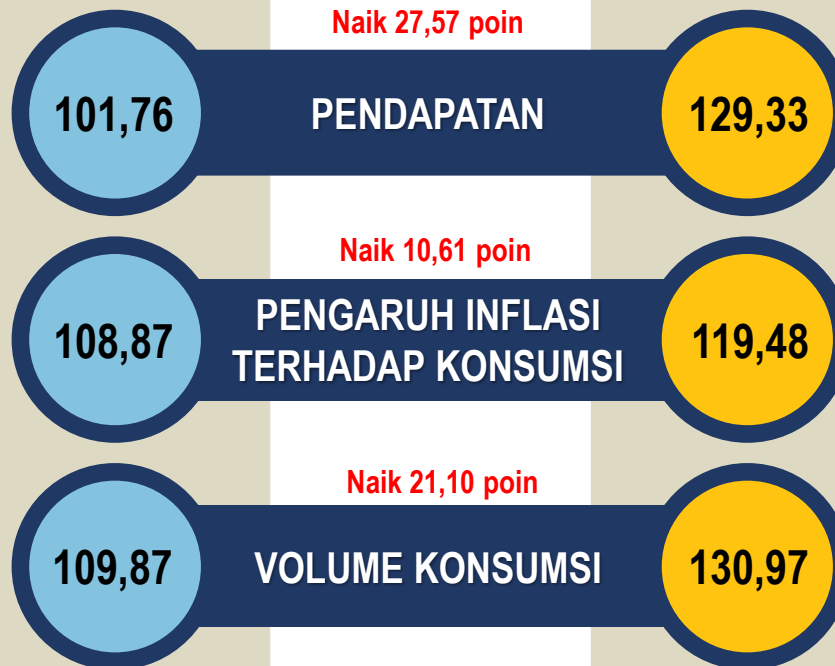 Naik 27,57 poin
101,76
PENDAPATAN
129,33
Naik 10,61 poin
108,87
PENGARUH INFLASI
TERHADAP KONSUMSI
119,48
Naik 21,10 poin
109,87
VOLUME KONSUMSI
130,97